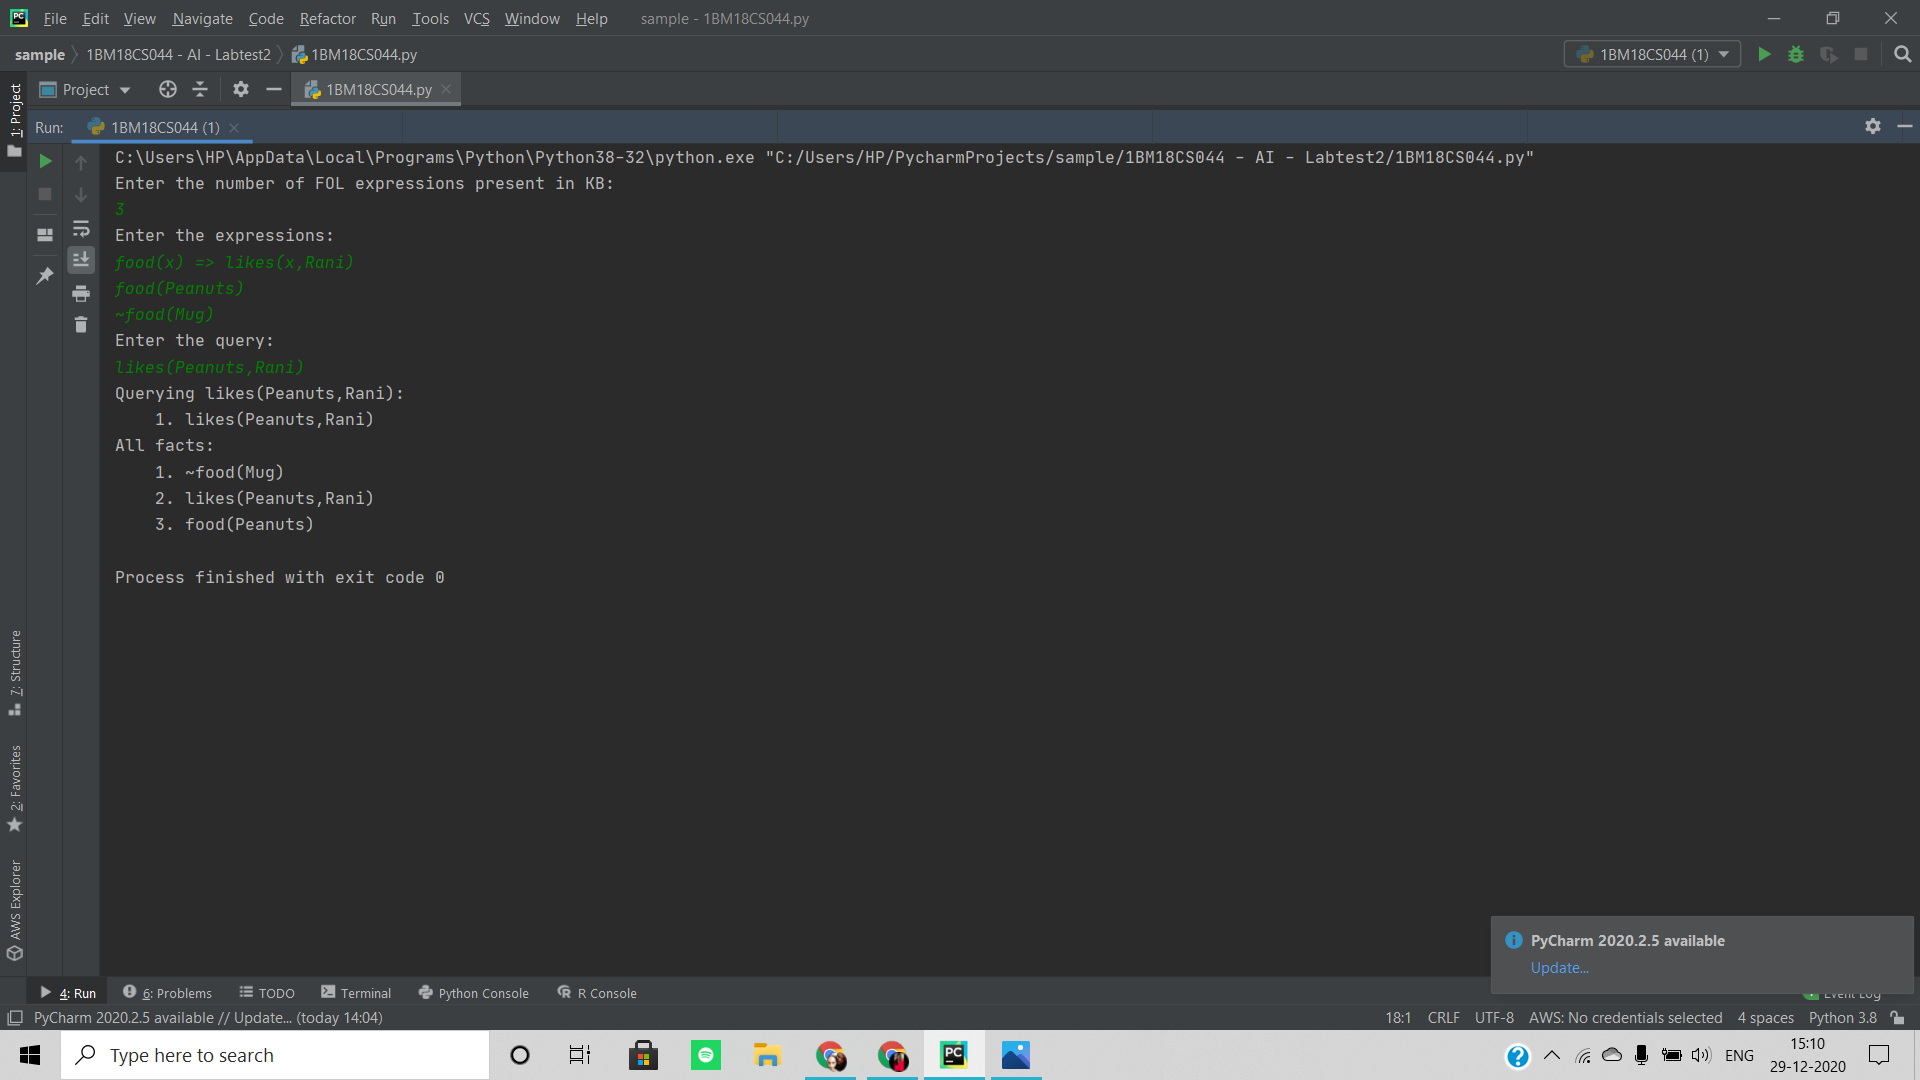 File Edit View Navigate Code Refactor Run Tools VCS Window Help sample - 1BM18CS044.py
sample 1BM18CS044 - AI - Labtest2 1BM18CS044.py 1BM18CS044 (1)
Project 1BM18CS044.py
1: Project
Run: 1BM18CS044 (1)
C:\Users\HP\AppData\Local\Programs\Python\Python38-32\python.exe "C:/Users/HP/PycharmProjects/sample/1BM18CS044 - AI - Labtest2/1BM18CS044.py"
Enter the number of FOL expressions present in KB:
3
Enter the expressions:
food(x) => likes(x,Rani)
food(Peanuts)
~food(Mug)
Enter the query:
likes(Peanuts,Rani)
Querying likes(Peanuts,Rani):
1. likes(Peanuts,Rani)
All facts:
1. ~food(Mug)
2. likes(Peanuts,Rani)
3. food(Peanuts)
Process finished with exit code 0
7: Structure
2: Favorites
AWS Explorer
PyCharm 2020.2.5 available
Update...
4: Run 6: Problems TODO Terminal Python Console R Console Event Log
PyCharm 2020.2.5 available // Update... (today 14:04) 18:1 CRLF UTF-8 AWS: No credentials selected 4 spaces Python 3.8
Type here to search
PC
ENG
15:10
29-12-2020